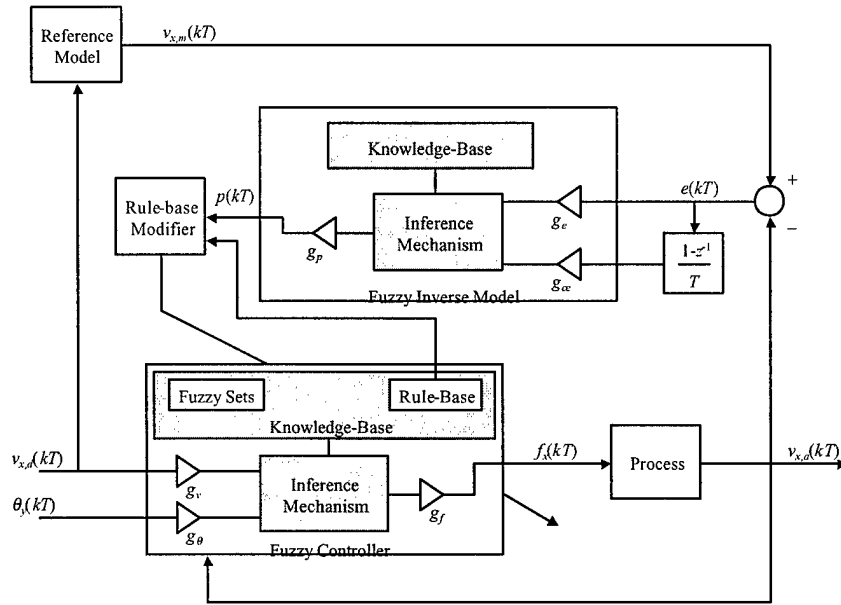 Reference
Model
v_{x,m}(kT)
Knowledge-Base
+
Rule-base
Modifier
p(kT)
Inference
Mechanism
g_p
g_e
g_{ce}
e(kT)
−
1-z^{-1}
T
Fuzzy Inverse Model
Fuzzy Sets
Rule-Base
Knowledge-Base
v_{x,d}(kT)
g_v
Inference
Mechanism
g_f
f_x(kT)
Process
v_{x,a}(kT)
θ_y(kT)
g_θ
Fuzzy Controller